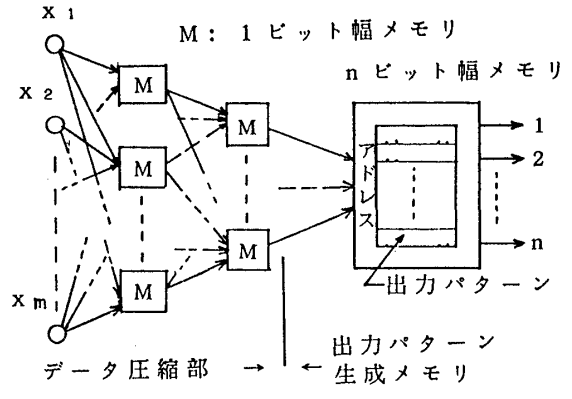 x 1
M: 1 ビット幅メモリ
n ビット幅メモリ
x 2
x m
M
M
M
M
M
アドレス
1
2
n
出力パターン
データ圧縮部 →
← 出力パターン
生成メモリ